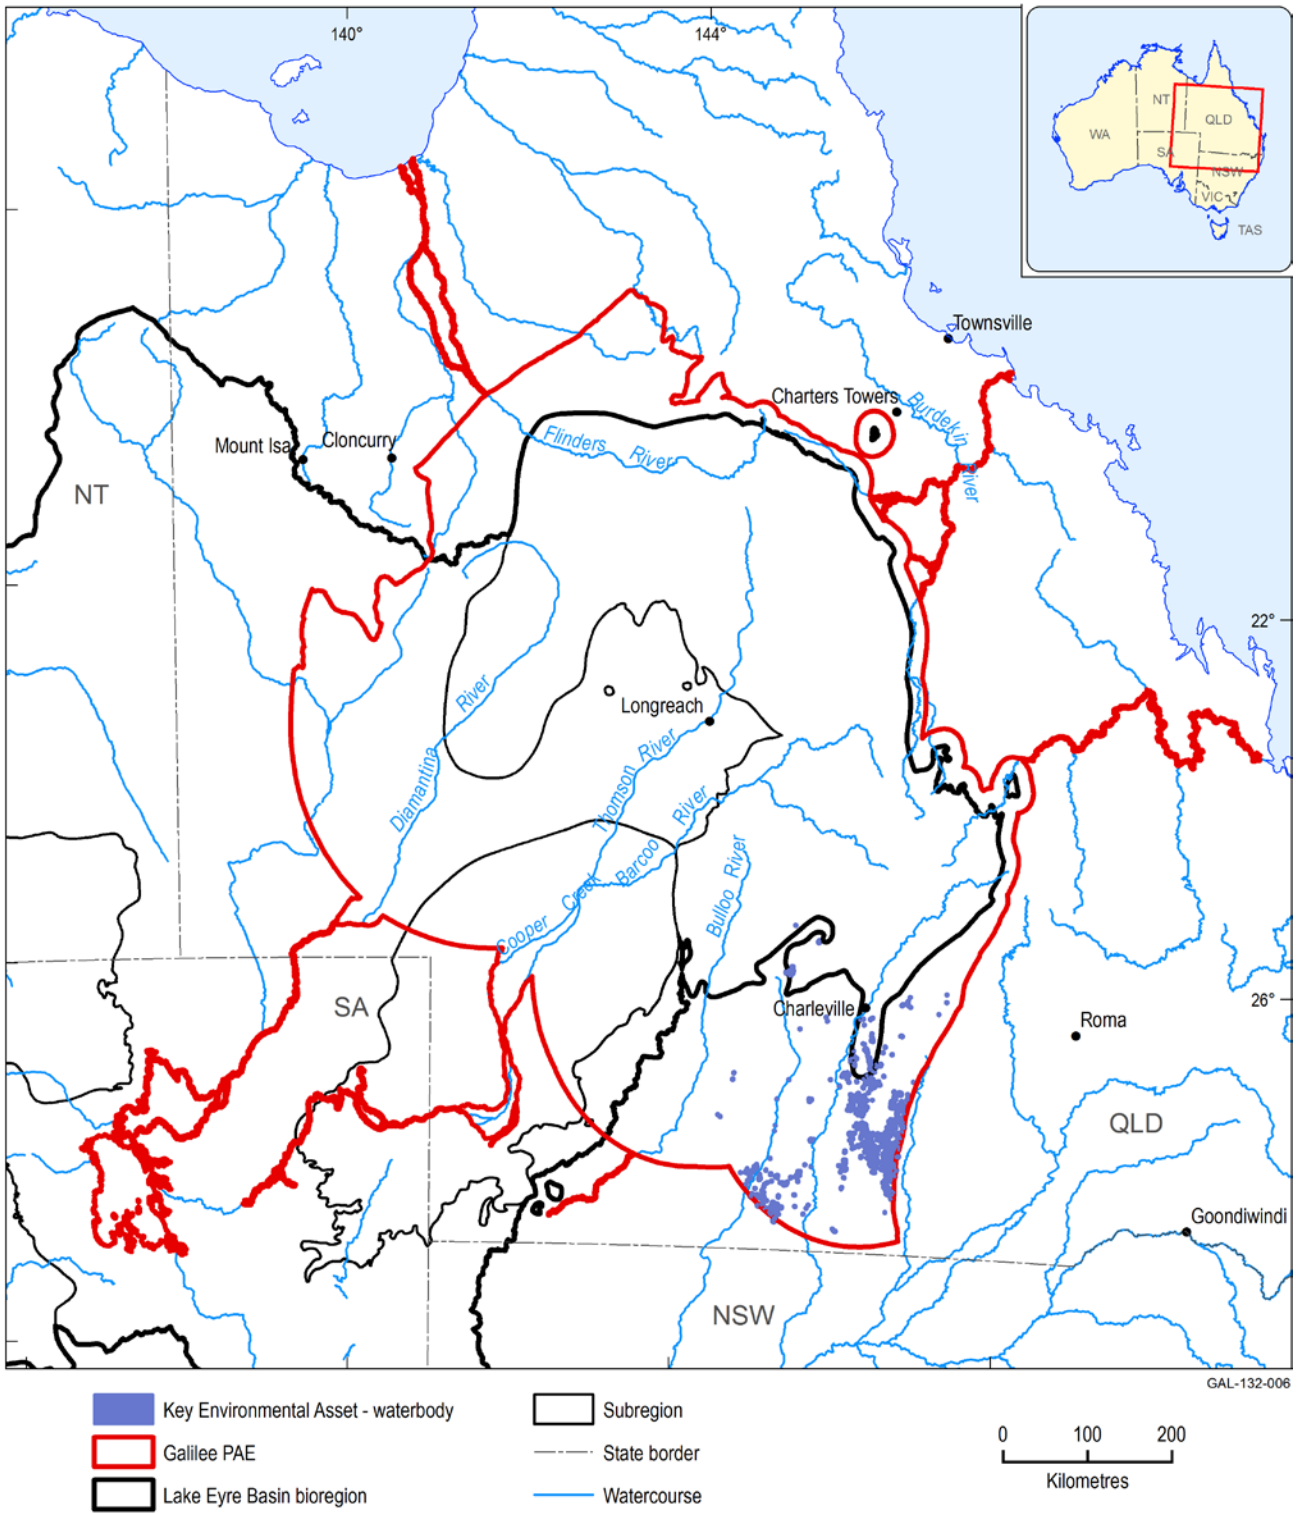 140°
144°
NT
QLD
WA
SA
NSW
VIC
TAS
Townsville
Charters Towers
Burdekin
River
Flinders
River
Mount Isa
Cloncurry
NT
22°
River
Longreach
Diamantina
Thomson River
River
Barcoo
Creek
Cooper
Bulloo River
SA
Charleville
26°
Roma
QLD
Goondiwindi
NSW
GAL-132-006
Key Environmental Asset - waterbody
Subregion
0 100 200
Galilee PAE
State border
Kilometres
Lake Eyre Basin bioregion
Watercourse